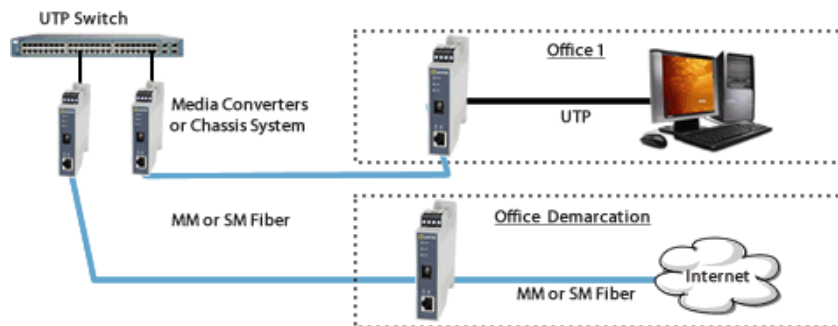 UTP Switch
Office 1
Media Converters
or Chassis System
UTP
MM or SM Fiber
Office Demarcation
Internet
MM or SM Fiber